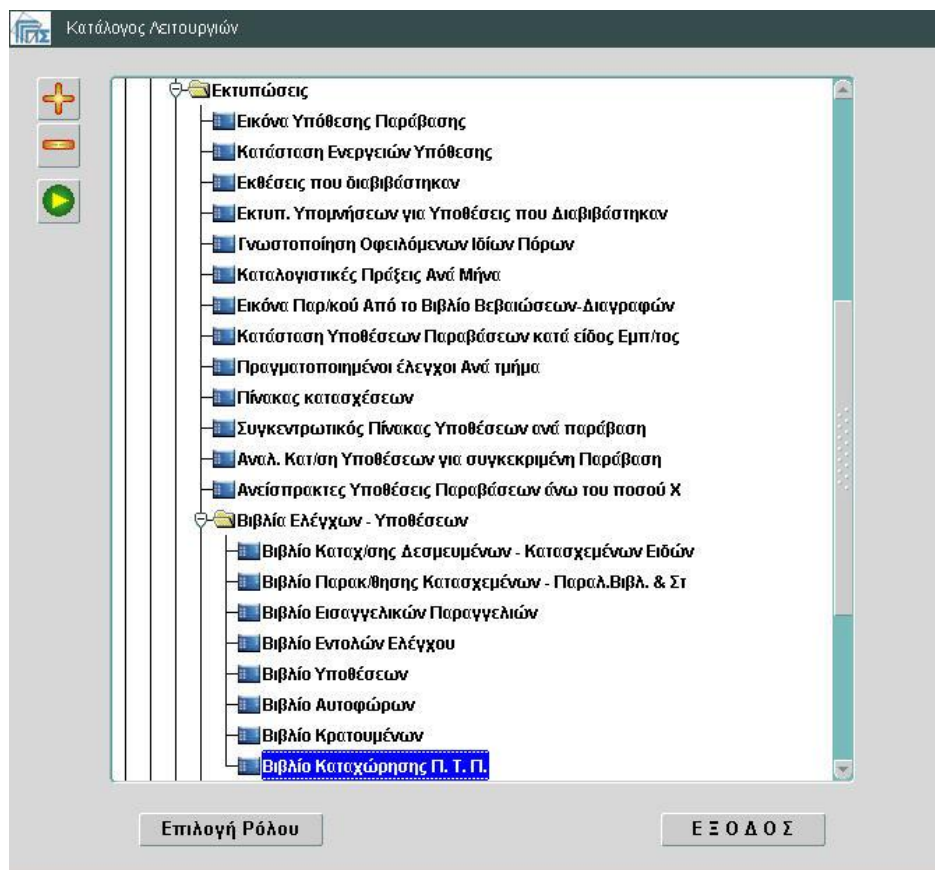 Κατάλογος Λειτουργιών
Εκτυπώσεις
Εικόνα Υπόθεσης Παράβασης
Κατάσταση Ενεργειών Υπόθεσης
Εκθέσεις που διαβιβάστηκαν
Εκτυπ. Υπομνήσεων για Υποθέσεις που Διαβιβάστηκαν
Γνωστοποίηση Οφειλόμενων Ιδίων Πόρων
Καταλογιστικές Πράξεις Ανά Μήνα
Εικόνα Παρ/κού Από το Βιβλίο Βεβαιώσεων-Διαγραφών
Κατάσταση Υποθέσεων Παραβάσεων κατά είδος Εμπ/τος
Πραγματοποιημένοι έλεγχοι Ανά τμήμα
Πίνακας κατασχέσεων
Συγκεντρωτικός Πίνακας Υποθέσεων ανά παράβαση
Αναλ. Κατ/ση Υποθέσεων για συγκεκριμένη Παράβαση
Ανείσπρακτες Υποθέσεις Παραβάσεων άνω του ποσού Χ
Βιβλία Ελέγχων - Υποθέσεων
Βιβλίο Καταχ/σης Δεσμευμένων - Κατασχεμένων Ειδών
Βιβλίο Παρακ/θησης Κατασχεμένων - Παραλ.Βιβλ. & Στ
Βιβλίο Εισαγγελικών Παραγγελιών
Βιβλίο Εντολών Ελέγχου
Βιβλίο Υποθέσεων
Βιβλίο Αυτοφώρων
Βιβλίο Κρατουμένων
Βιβλίο Καταχώρησης Π. Τ. Π.
Επιλογή Ρόλου
Ε Ξ Ο Δ Ο Σ